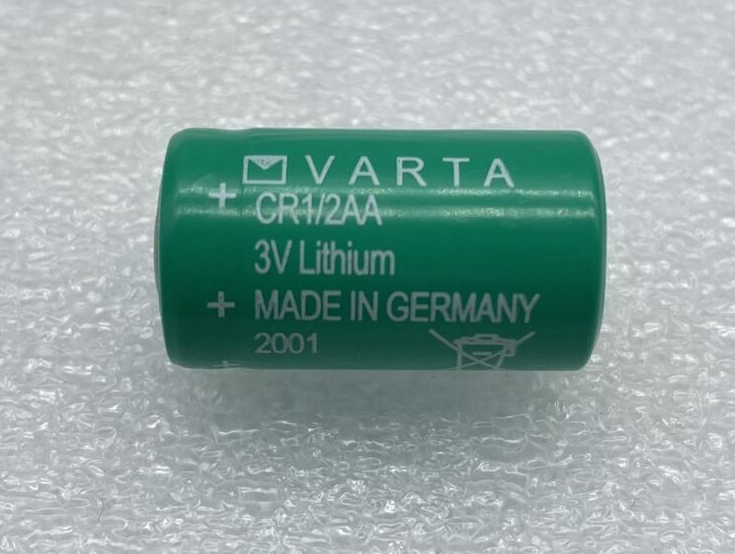 VARTA
+ CR1/2AA
3V Lithium
+ MADE IN GERMANY
2001